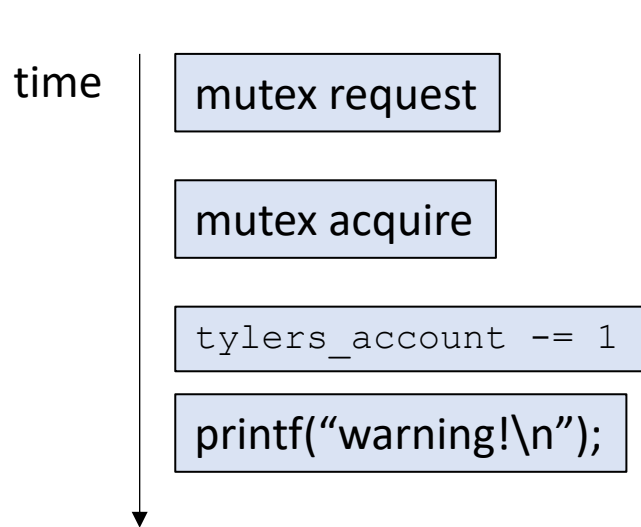 time
mutex request
mutex acquire
tylers_account -= 1
printf(“warning!\n”);